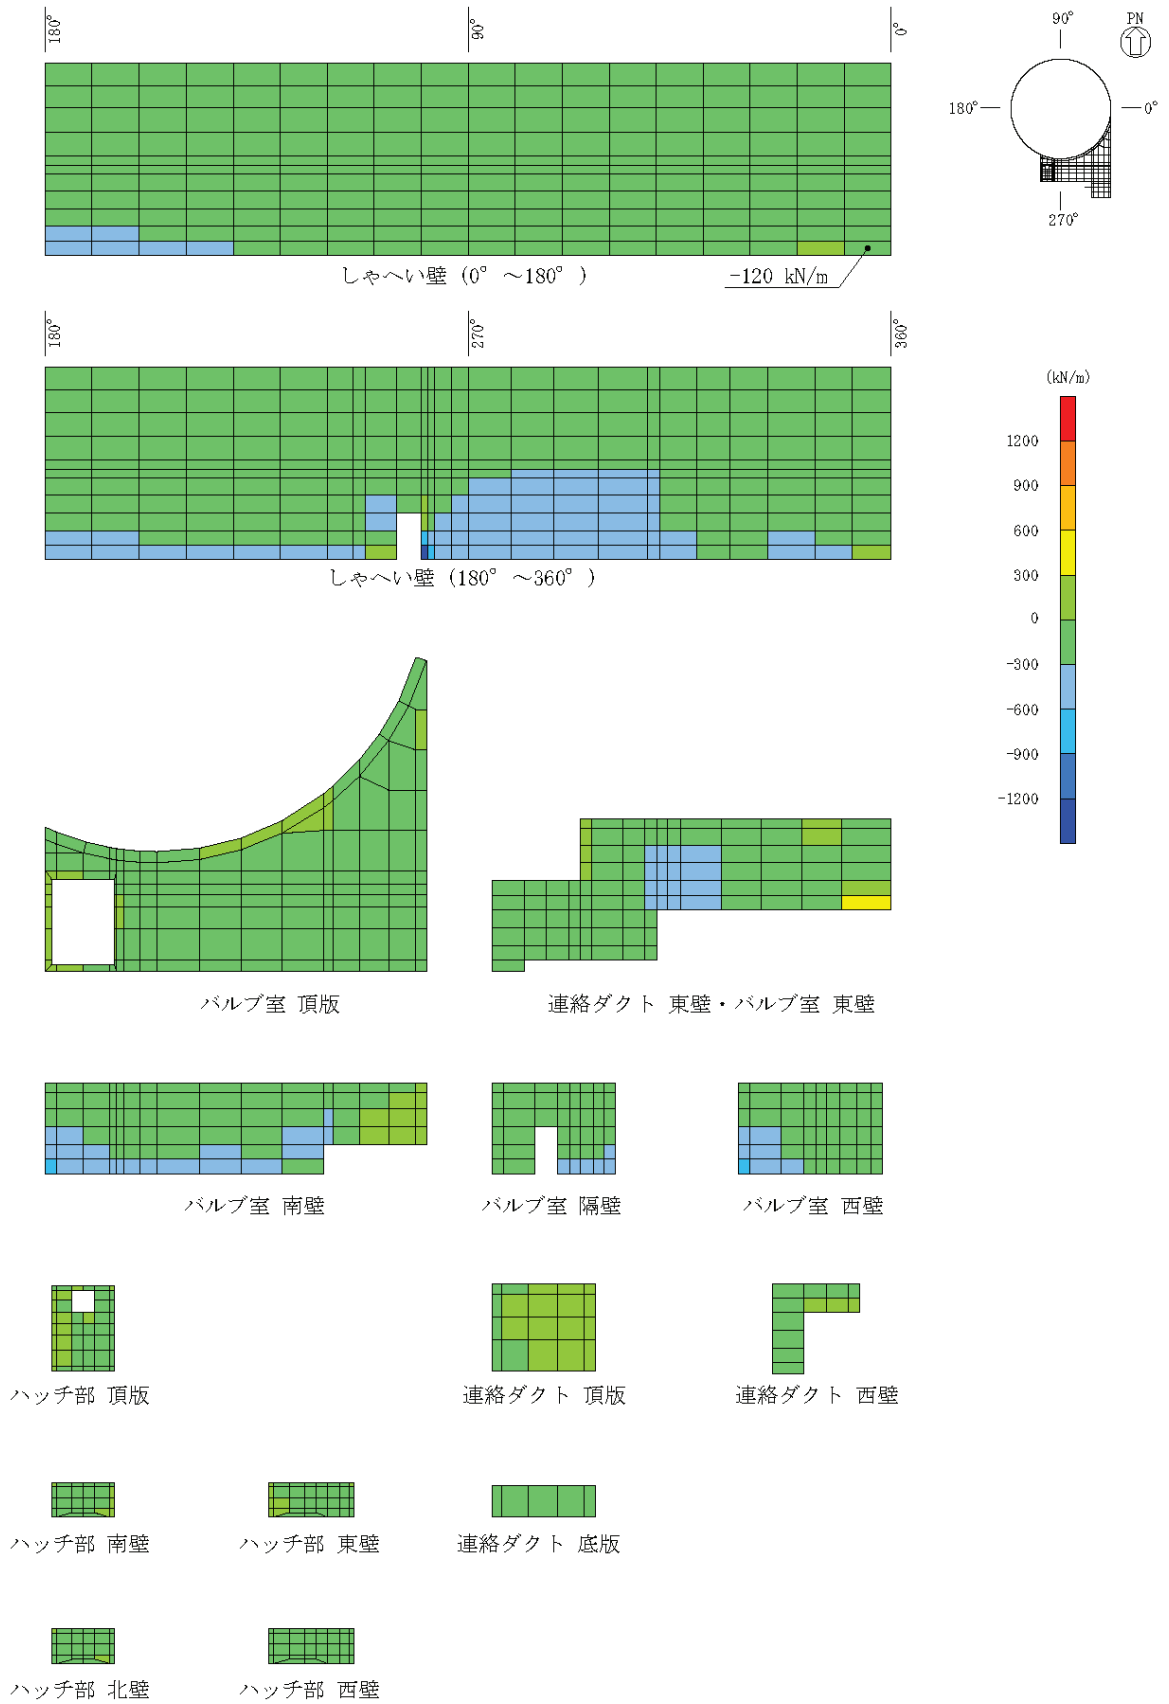 180°
90°
0°
90°
PN
180°
0°
270°
しゃへい壁 (0° ～180° )
-120 kN/m
180°
270°
360°
しゃへい壁 (180° ～360° )
(kN/m)
1200
900
600
300
0
-300
-600
-900
-1200
バルブ室 頂版
連絡ダクト 東壁・バルブ室 東壁
バルブ室 南壁
バルブ室 隔壁
バルブ室 西壁
ハッチ部 頂版
連絡ダクト 頂版
連絡ダクト 西壁
ハッチ部 南壁
ハッチ部 東壁
連絡ダクト 底版
ハッチ部 北壁
ハッチ部 西壁